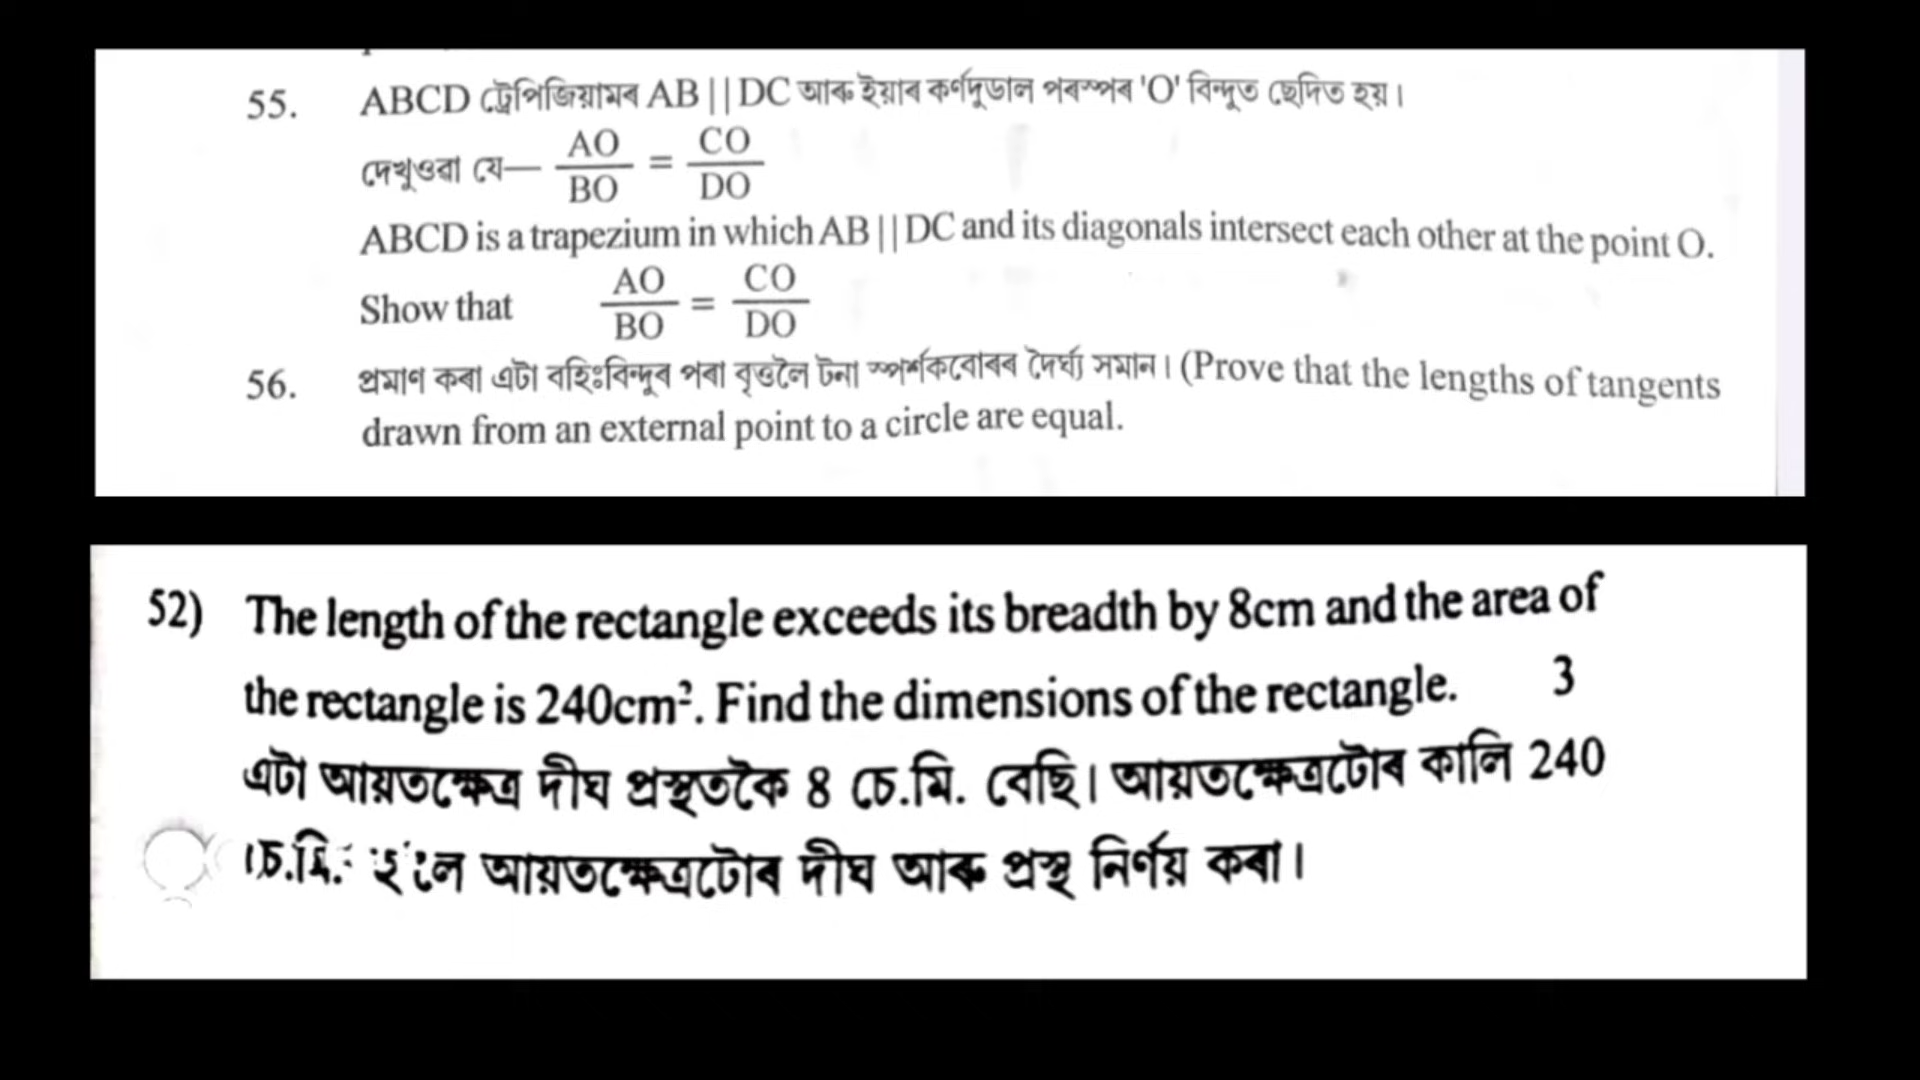 55. ABCD ট্ৰেপিজিয়ামৰ AB || DC আৰু ইয়াৰ কৰ্ণদুডাল পৰস্পৰ 'O' বিন্দুত ছেদিত হয়।
দেখুওৱা যে— AO/BO = CO/DO
ABCD is a trapezium in which AB || DC and its diagonals intersect each other at the point O.
Show that AO/BO = CO/DO
56. প্ৰমাণ কৰা এটা বহিঃবিন্দুৰ পৰা বৃত্তলৈ টনা স্পৰ্শকবোৰৰ দৈৰ্ঘ্য সমান। (Prove that the lengths of tangents
drawn from an external point to a circle are equal.
52) The length of the rectangle exceeds its breadth by 8cm and the area of
the rectangle is 240cm². Find the dimensions of the rectangle. 3
এটা আয়তক্ষেত্ৰ দীঘ প্ৰস্থতকৈ 8 চে.মি. বেছি। আয়তক্ষেত্ৰটোৰ কালি 240
আয়তক্ষেত্ৰটোৰ দীঘ আৰু প্ৰস্থ নিৰ্ণয় কৰা।